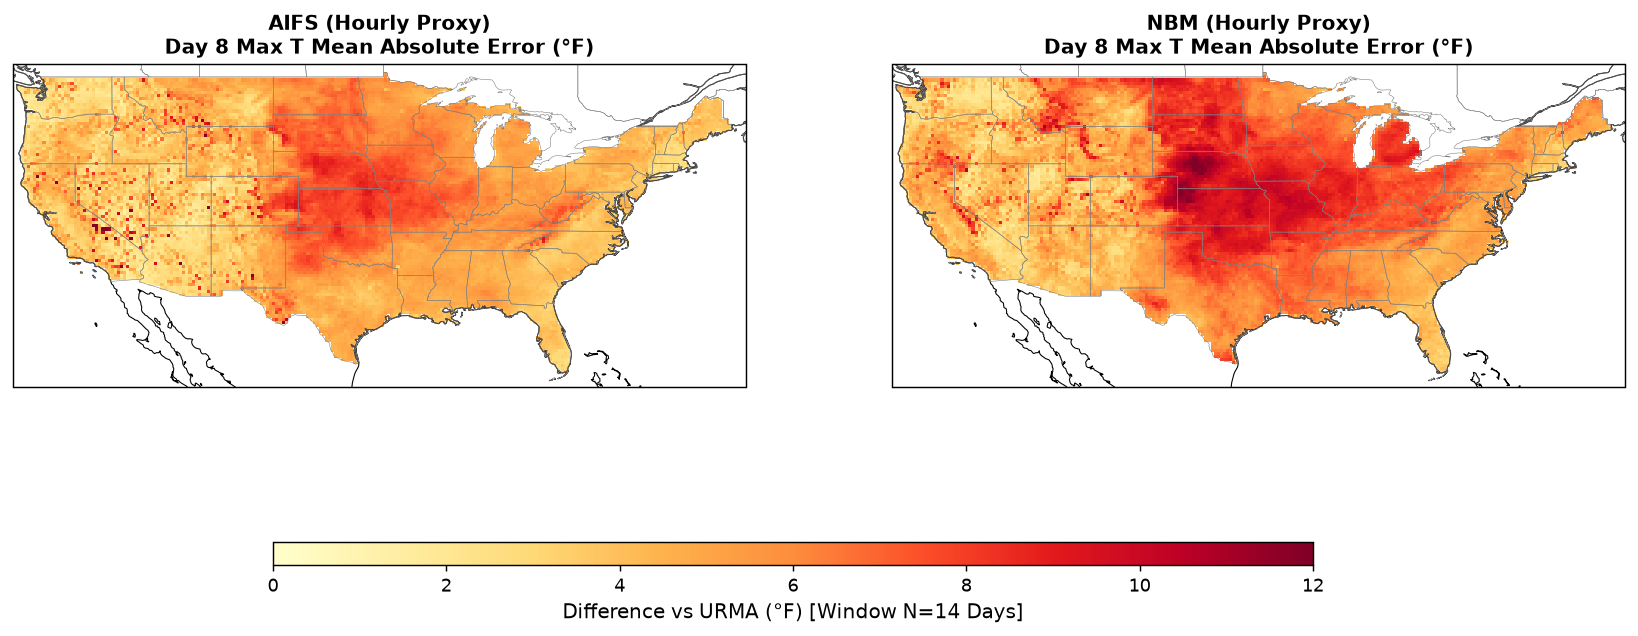 AIFS (Hourly Proxy)
Day 8 Max T Mean Absolute Error (°F)
NBM (Hourly Proxy)
Day 8 Max T Mean Absolute Error (°F)
0 2 4 6 8 10 12
Difference vs URMA (°F) [Window N=14 Days]